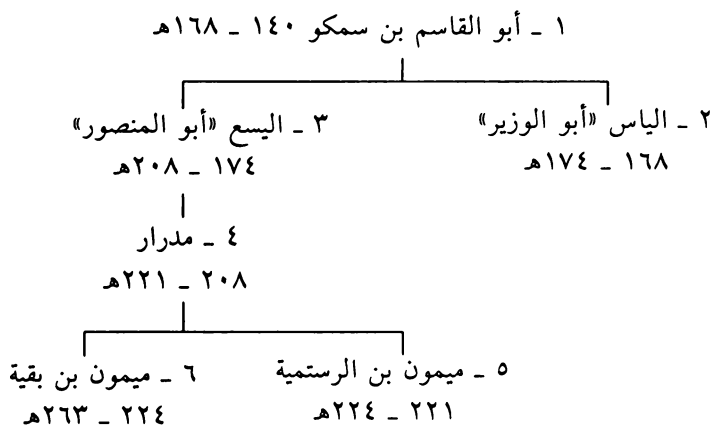 ١ ـ أبو القاسم بن سمكو ١٤٠ ـ ١٦٨هـ
٢ ـ الياس «أبو الوزير»
١٦٨ ـ ١٧٤هـ
٣ ـ اليسع «أبو المنصور»
١٧٤ ـ ٢٠٨هـ
٤ ـ مدرار
٢٠٨ ـ ٢٢١هـ
٥ ـ ميمون بن الرستمية
٢٢١ ـ ٢٢٤هـ
٦ ـ ميمون بن بقية
٢٢٤ ـ ٢٦٣هـ